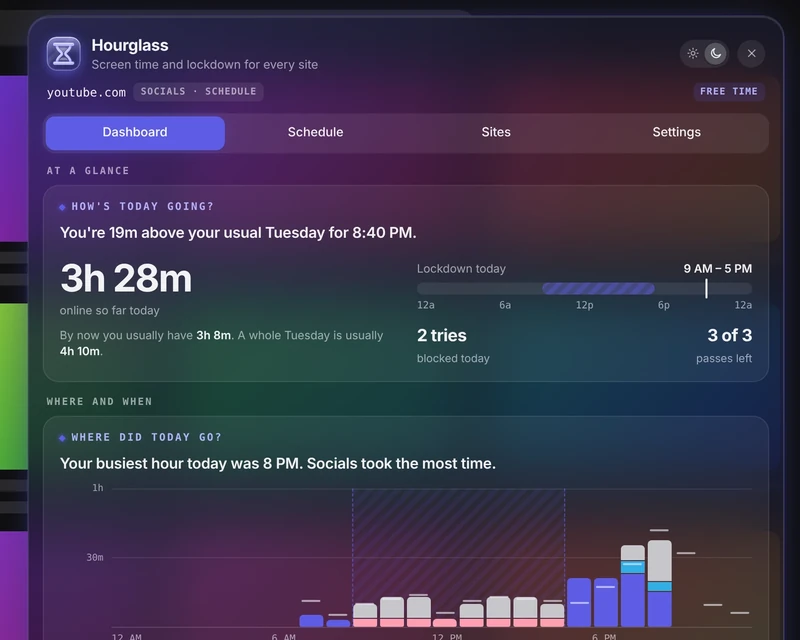 Hourglass
Screen time and lockdown for every site
youtube.com SOCIALS · SCHEDULE FREE TIME
Dashboard Schedule Sites Settings
AT A GLANCE
HOW'S TODAY GOING?
You're 19m above your usual Tuesday for 8:40 PM.
3h 28m
online so far today
By now you usually have 3h 8m. A whole Tuesday is usually
4h 10m.
Lockdown today 9 AM – 5 PM
12a 6a 12p 6p 12a
2 tries 3 of 3
blocked today passes left
WHERE AND WHEN
WHERE DID TODAY GO?
Your busiest hour today was 8 PM. Socials took the most time.
1h
30m
12 AM 6 AM 12 PM 6 PM